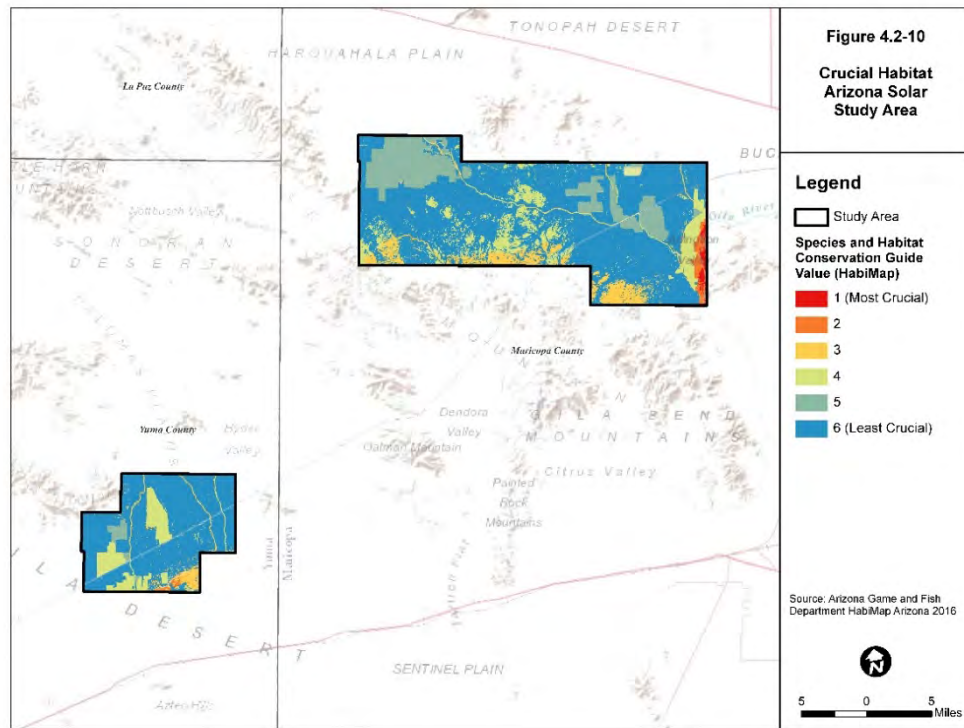 TONOPAH DESERT
HARQUAHALA PLAIN
La Paz County
BUC
Nottbusch Valley
SONORAN
DESERT
Gila River
Maricopa County
Dendora
Valley
GILA BEND
MOUNTAINS
Oatman Mountain
Yuma County
Hyder
Valley
Citrus Valley
Painted
Rock
Mountains
Yuma
Maricopa
DESERT
SENTINEL PLAIN
Figure 4.2-10
Crucial Habitat
Arizona Solar
Study Area
Legend
Study Area
Species and Habitat
Conservation Guide
Value (HabiMap)
1 (Most Crucial)
2
3
4
5
6 (Least Crucial)
Source: Arizona Game and Fish
Department HabiMap Arizona 2016
N
5 0 5
Miles